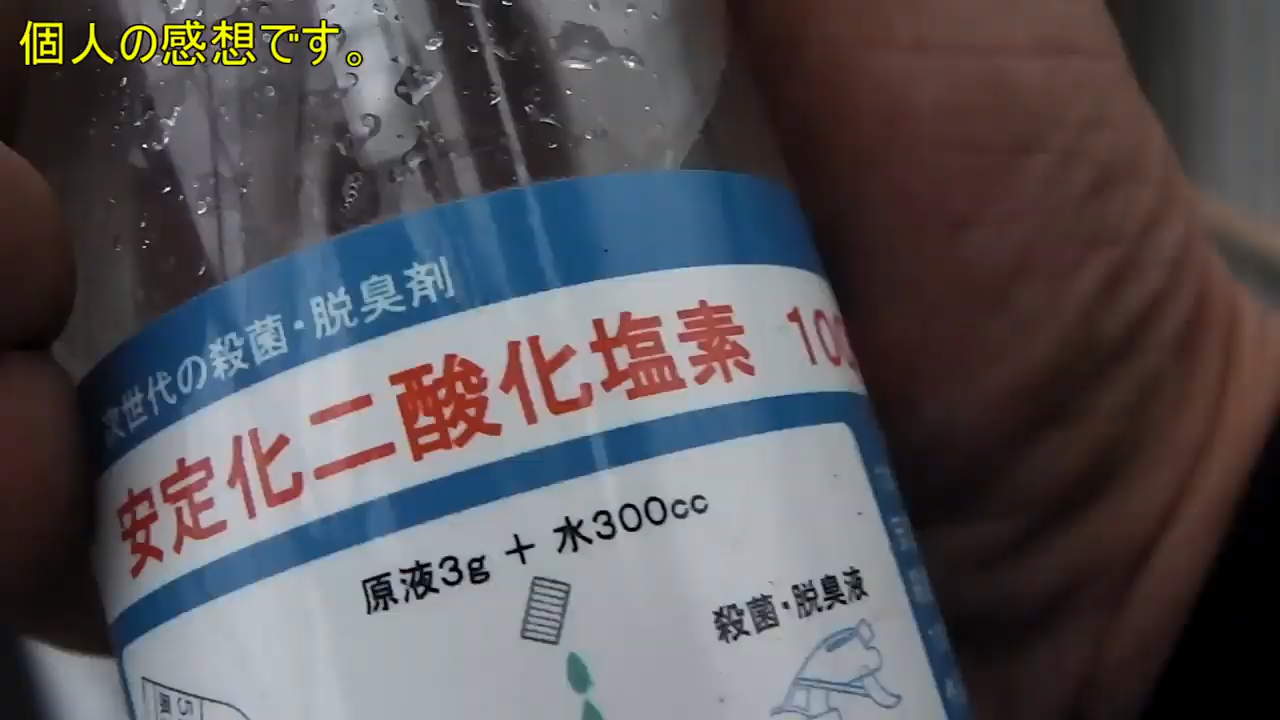 個人の感想です。
次世代の殺菌・脱臭剤
安定化二酸化塩素 100
原液3g + 水300cc
殺菌・脱臭液